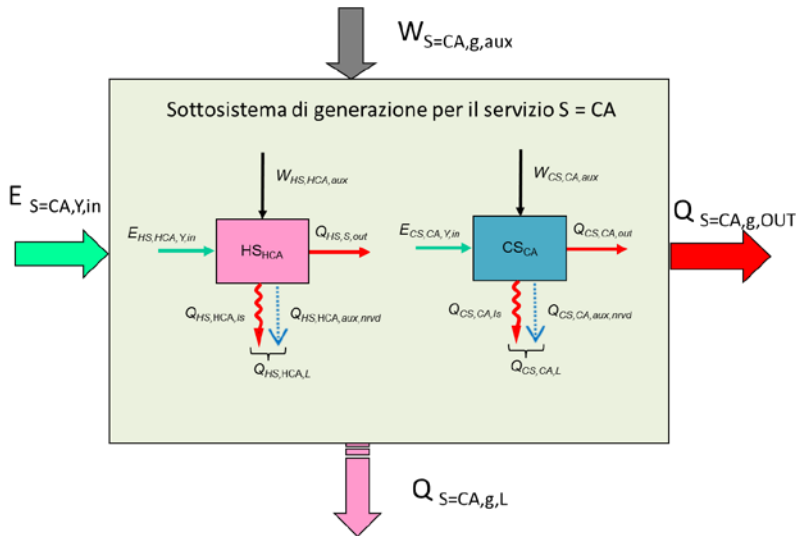 W S=CA,g,aux
Sottosistema di generazione per il servizio S = CA
E S=CA,Y,in
W HS,HCA,aux
W CS,CA,aux
E HS,HCA,Y,in
HS HCA
Q HS,S,out
E CS,CA,Y,in
CS CA
Q CS,CA,out
Q S=CA,g,OUT
Q HS,HCA,ls
Q HS,HCA,aux,nrvd
Q CS,CA,ls
Q CS,CA,aux,nrvd
Q HS,HCA,L
Q CS,CA,L
Q S=CA,g,L